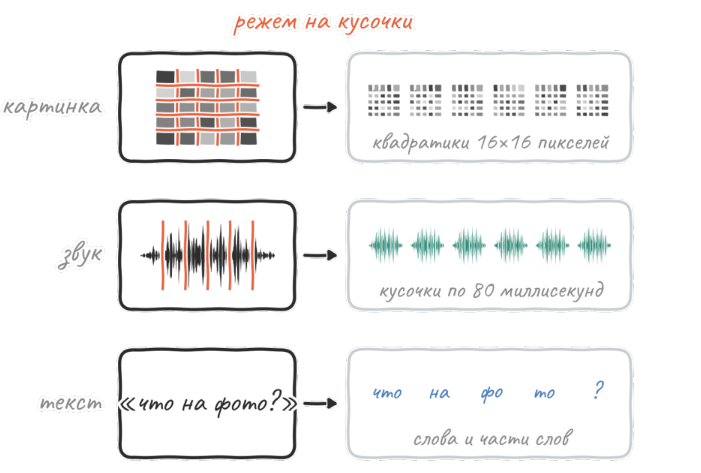 режем на кусочки
картинка
квадратики 16×16 пикселей
звук
кусочки по 80 миллисекунд
текст
«что на фото?»
что на фо то ?
слова и части слов